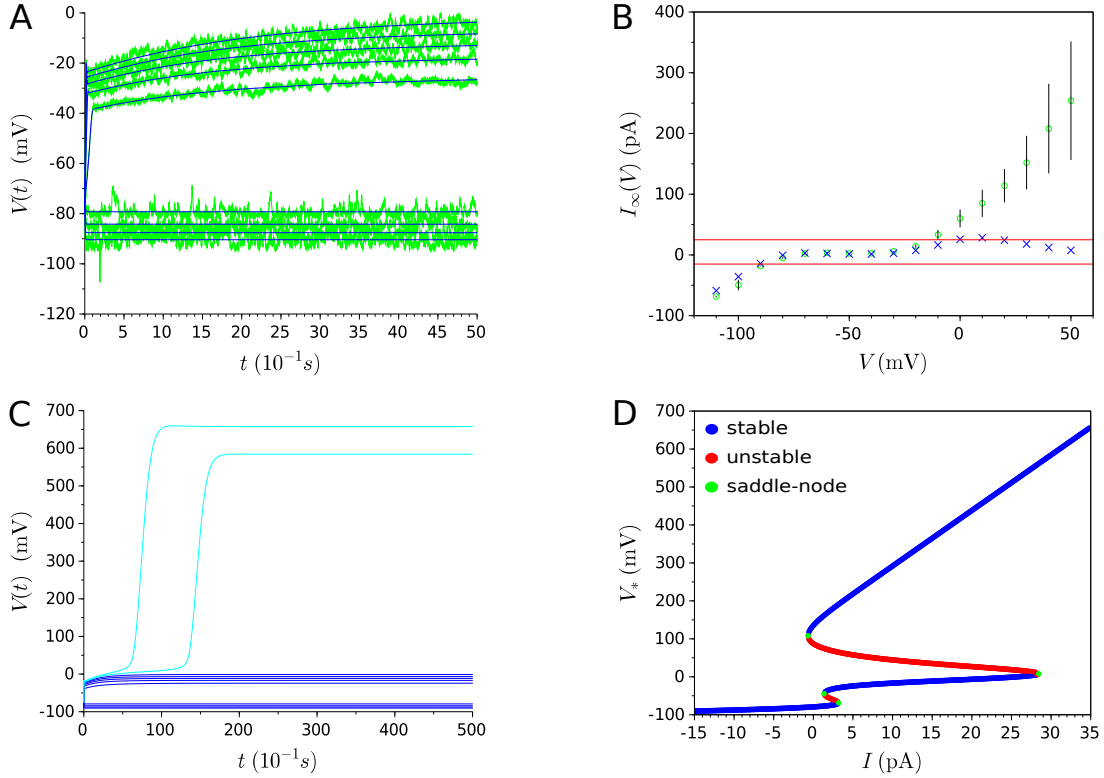 A
V(t) (mV)
0
-20
-40
-60
-80
-100
-120
0 5 10 15 20 25 30 35 40 45 50
t (10⁻¹s)
B
I∞(V) (pA)
400
300
200
100
0
-100
-100 -50 0 50
V (mV)
C
V(t) (mV)
700
600
500
400
300
200
100
0
-100
0 100 200 300 400 500
t (10⁻¹s)
D
V* (mV)
700
600
500
400
300
200
100
0
-100
stable
unstable
saddle-node
-15 -10 -5 0 5 10 15 20 25 30 35
I (pA)